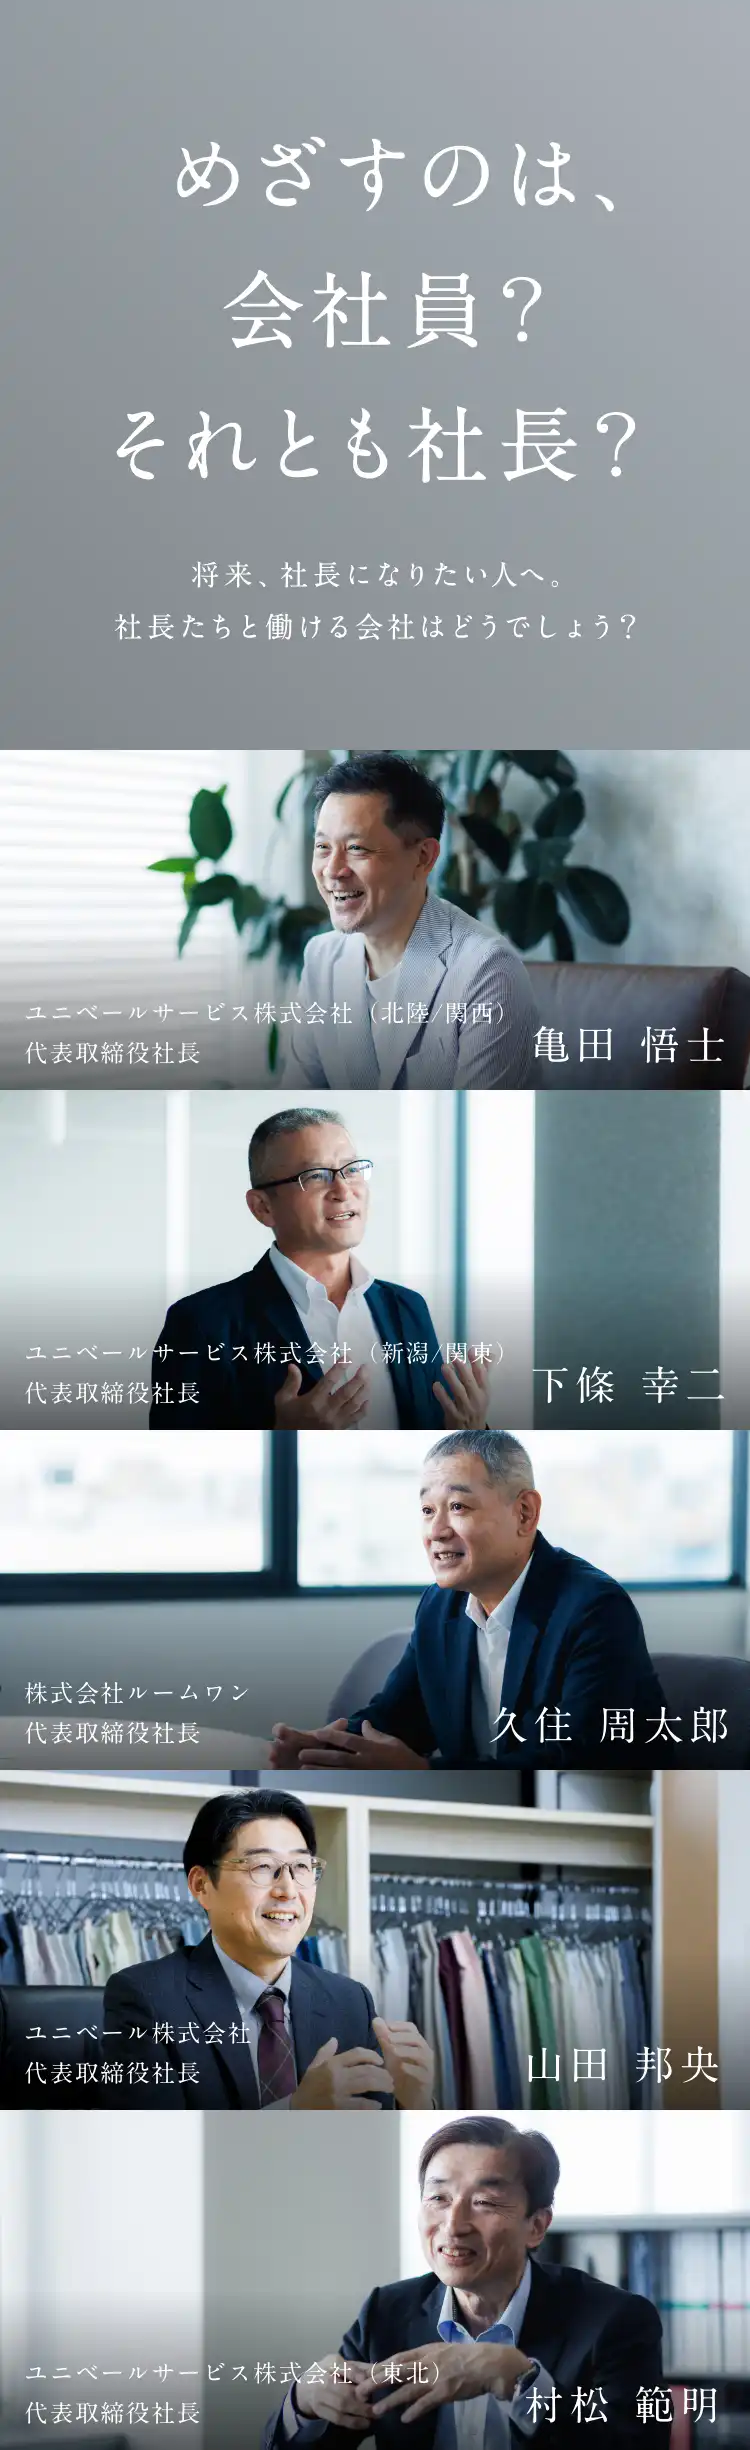 めざすのは、
会社員？
それとも社長？
将来、社長になりたい人へ。
社長たちと働ける会社はどうでしょう？
ユニベールサービス株式会社（北陸/関西）
代表取締役社長
亀田 悟士
ユニベールサービス株式会社（新潟/関東）
代表取締役社長
下條 幸二
株式会社ルームワン
代表取締役社長
久住 周太郎
ユニベール株式会社
代表取締役社長
山田 邦央
ユニベールサービス株式会社（東北）
代表取締役社長
村松 範明